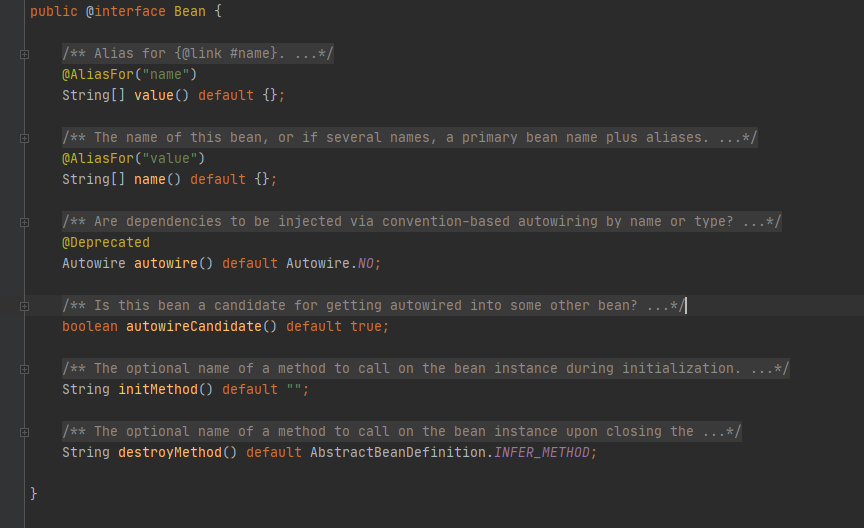 public @interface Bean {
/** Alias for {@link #name}. ...*/
@AliasFor("name")
String[] value() default {};
/** The name of this bean, or if several names, a primary bean name plus aliases. ...*/
@AliasFor("value")
String[] name() default {};
/** Are dependencies to be injected via convention-based autowiring by name or type? ...*/
@Deprecated
Autowire autowire() default Autowire.NO;
/** Is this bean a candidate for getting autowired into some other bean? ...*/
boolean autowireCandidate() default true;
/** The optional name of a method to call on the bean instance during initialization. ...*/
String initMethod() default "";
/** The optional name of a method to call on the bean instance upon closing the ...*/
String destroyMethod() default AbstractBeanDefinition.INFER_METHOD;
}